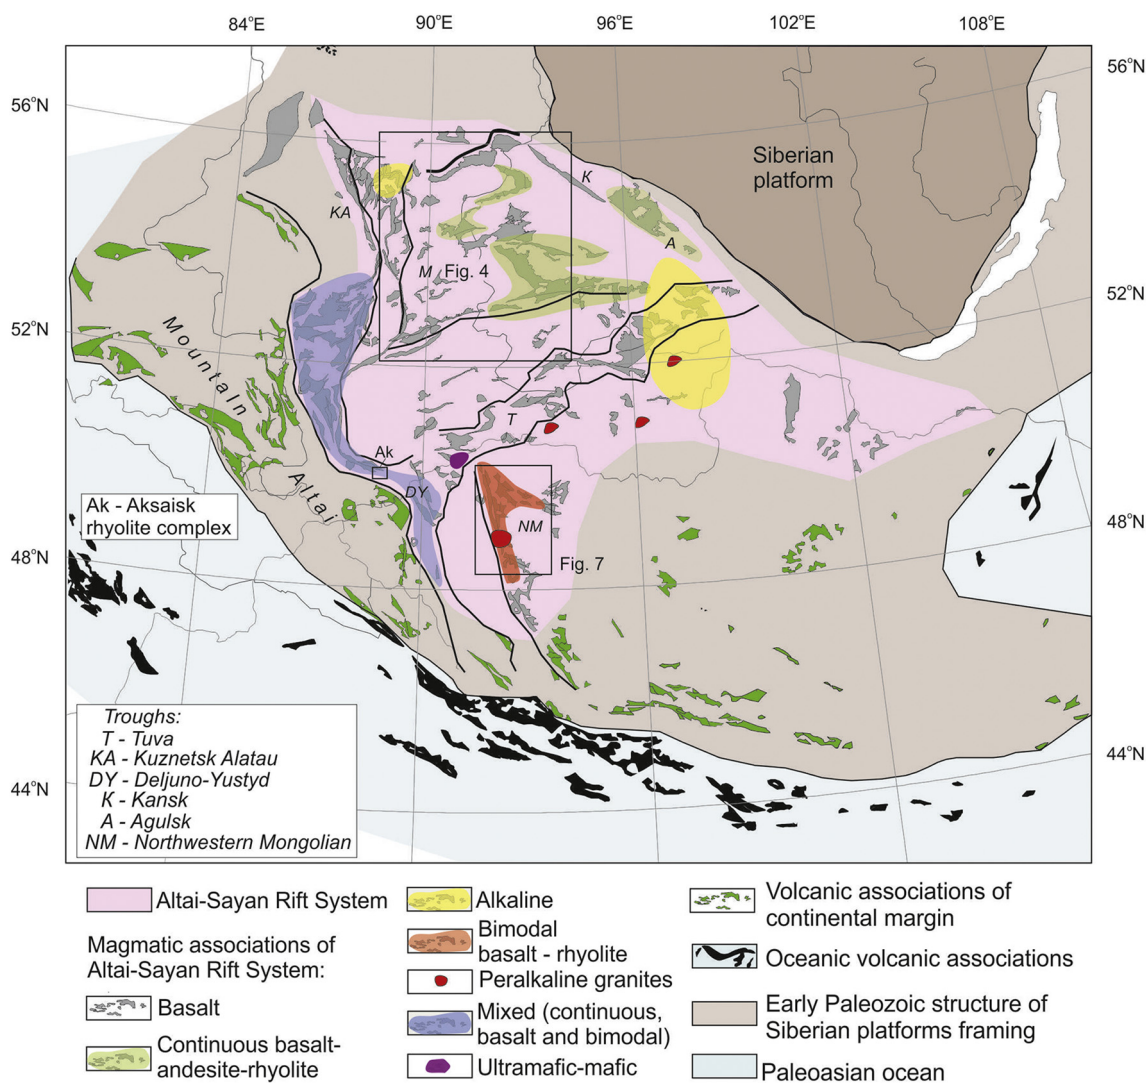 84°E
90°E
96°E
102°E
108°E
56°N
56°N
Siberian
platform
K
KA
A
M
Fig. 4
52°N
52°N
Mountain
Altai
T
Ak
DY
NM
Fig. 7
Ak - Aksaisk
rhyolite complex
48°N
48°N
44°N
44°N
Troughs:
T - Tuva
KA - Kuznetsk Alatau
DY - Deljuno-Yustyd
K - Kansk
A - Agulsk
NM - Northwestern Mongolian
Altai-Sayan Rift System
Magmatic associations of
Altai-Sayan Rift System:
Basalt
Continuous basalt-
andesite-rhyolite
Alkaline
Bimodal
basalt - rhyolite
Peralkaline granites
Mixed (continuous,
basalt and bimodal)
Ultramafic-mafic
Volcanic associations of
continental margin
Oceanic volcanic associations
Early Paleozoic structure of
Siberian platforms framing
Paleoasian ocean